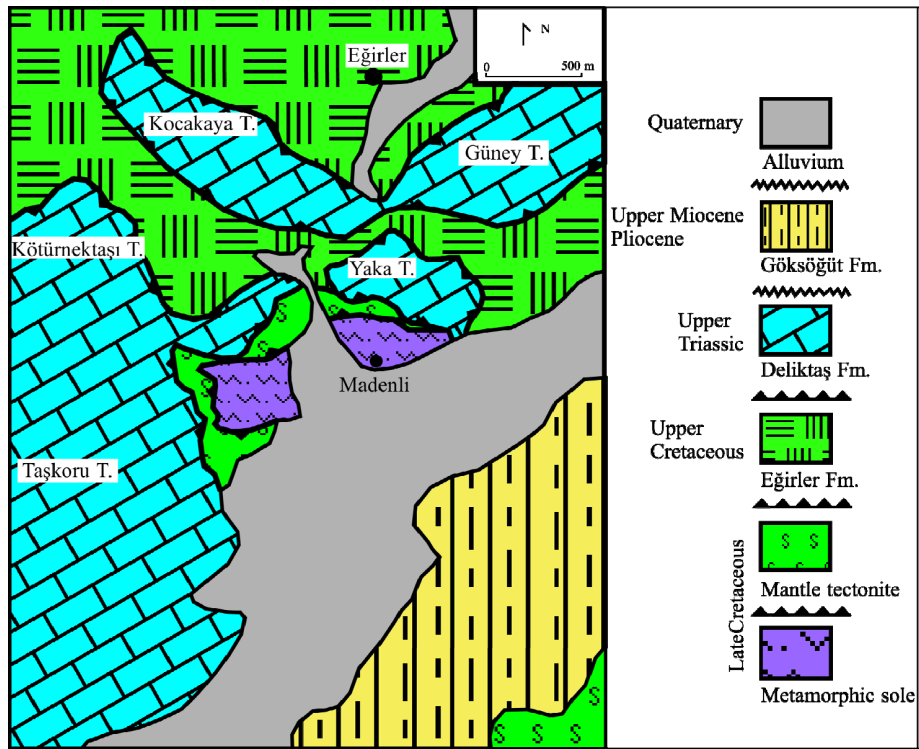 N
0 500 m
Eğirler
Kocakaya T.
Güney T.
Kötürnektaşı T.
Yaka T.
Madenli
Taşkoru T.
Quaternary
Alluvium
Upper Miocene
Pliocene
Göksöğüt Fm.
Upper
Triassic
Deliktaş Fm.
Upper
Cretaceous
Eğirler Fm.
LateCretaceous
Mantle tectonite
Metamorphic sole